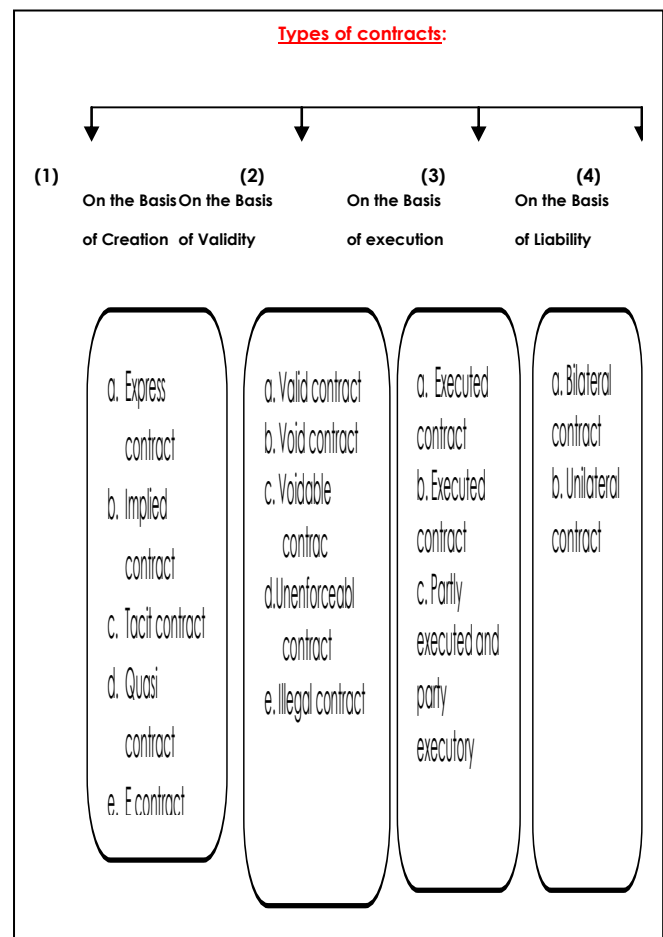 Types of contracts:
(1) (2) (3) (4)
On the Basis On the Basis On the Basis On the Basis
of Creation of Validity of execution of Liability
a. Express
contract
b. Implied
contract
c. Tacit contract
d. Quasi
contract
e. E contract
a. Valid contract
b. Void contract
c. Voidable
contrac
d.Unenforceabl
contract
e. Illegal contract
a. Executed
contract
b. Executed
contract
c. Partly
executed and
party
executory
a. Bilateral
contract
b. Unilateral
contract